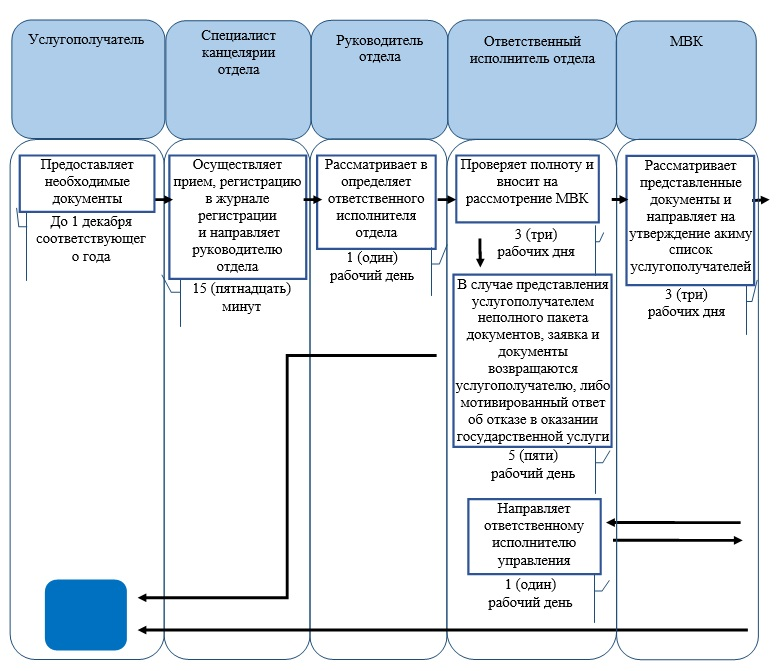 Услугополучатель
Специалист
канцелярии
отдела
Руководитель
отдела
Ответственный
исполнитель отдела
МВК
Предоставляет
необходимые
документы
До 1 декабря
соответствующег
о года
Осуществляет
прием, регистрацию
в журнале
регистрации
и направляет
руководителю
отдела
15 (пятнадцать)
минут
Рассматривает в
определяет
ответственного
исполнителя
отдела
1 (один)
рабочий день
Проверяет полноту и
вносит на
рассмотрение МВК
3 (три)
рабочих дня
В случае представления
услугополучателем
неполного пакета
документов, заявка и
документы
возвращаются
услугополучателю, либо
мотивированный ответ
об отказе в оказании
государственной услуги
5 (пяти)
рабочий день
Направляет
ответственному
исполнителю
управления
1 (один)
рабочий день
Рассматривает
представленные
документы и
направляет на
утверждение акиму
список
услугополучателей
3 (три)
рабочих дня